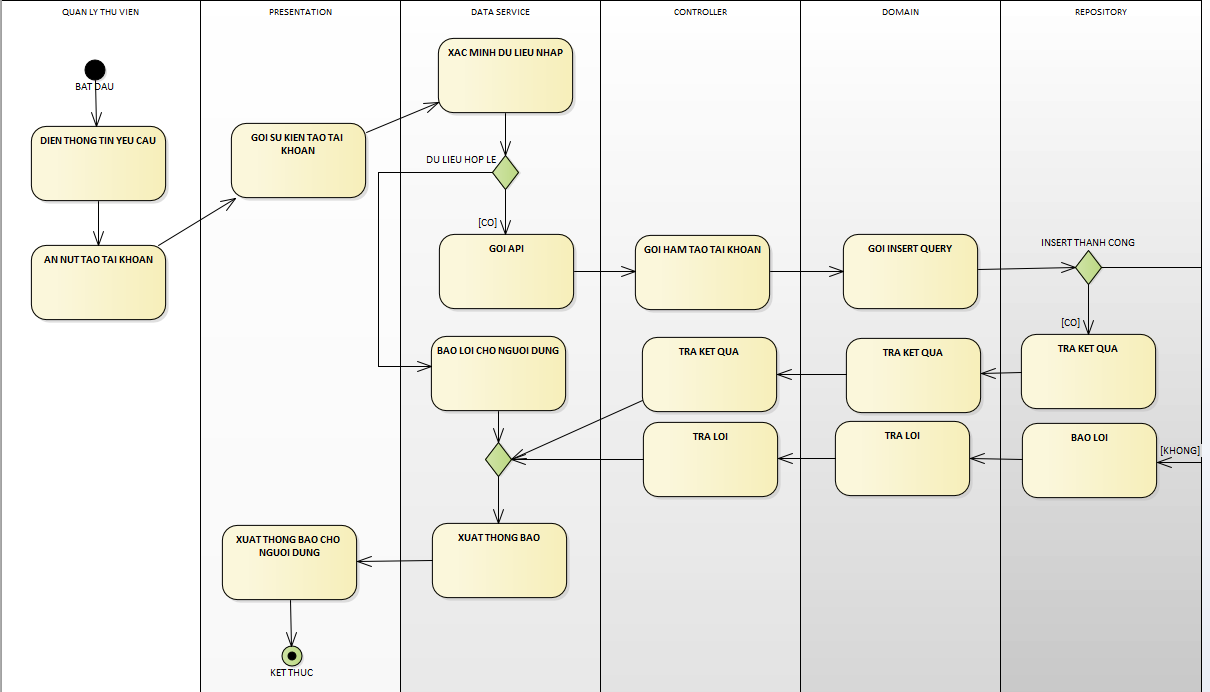 QUAN LY THU VIEN
PRESENTATION
DATA SERVICE
CONTROLLER
DOMAIN
REPOSITORY
BAT DAU
DIEN THONG TIN YEU CAU
AN NUT TAO TAI KHOAN
GOI SU KIEN TAO TAI
KHOAN
XAC MINH DU LIEU NHAP
DU LIEU HOP LE
[CO]
GOI API
GOI HAM TAO TAI KHOAN
GOI INSERT QUERY
INSERT THANH CONG
[CO]
TRA KET QUA
TRA KET QUA
TRA KET QUA
BAO LOI CHO NGUOI DUNG
[KHONG]
BAO LOI
TRA LOI
TRA LOI
XUAT THONG BAO
XUAT THONG BAO CHO
NGUOI DUNG
KET THUC